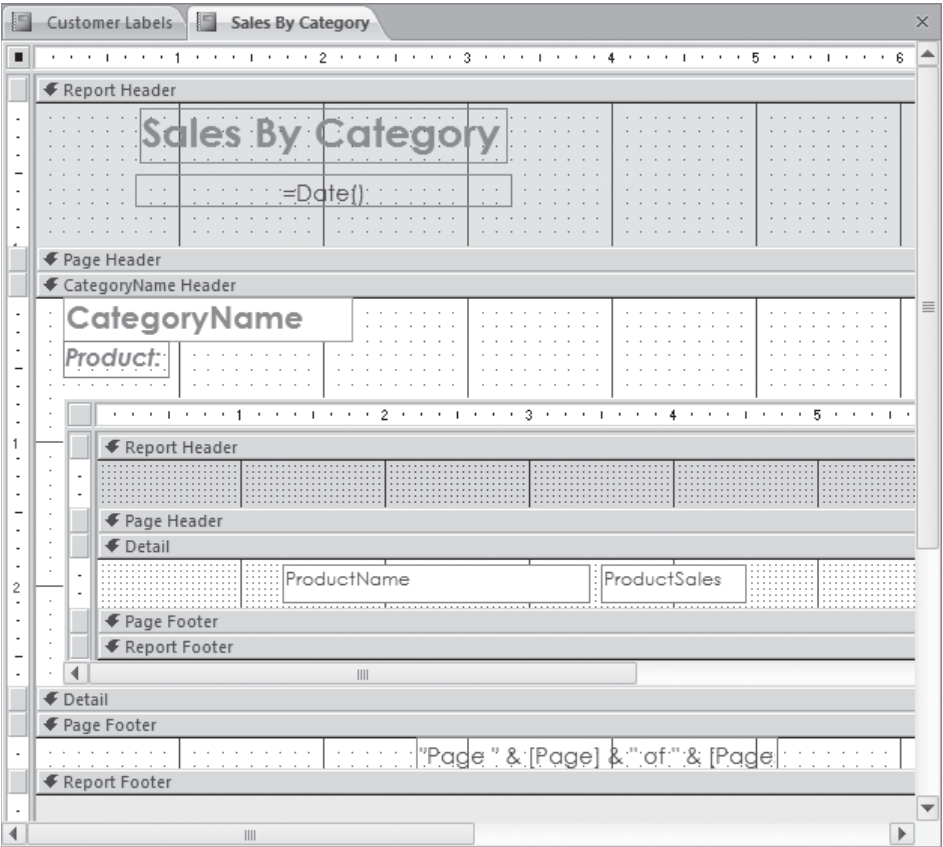 Customer Labels Sales By Category
1 2 3 4 5 6
Report Header
Sales By Category
=Date()
Page Header
CategoryName Header
CategoryName
Product:
1 2 3 4 5
1
Report Header
Page Header
Detail
2
ProductName ProductSales
Page Footer
Report Footer
Detail
Page Footer
"Page " & [Page] & " of " & [Page
Report Footer